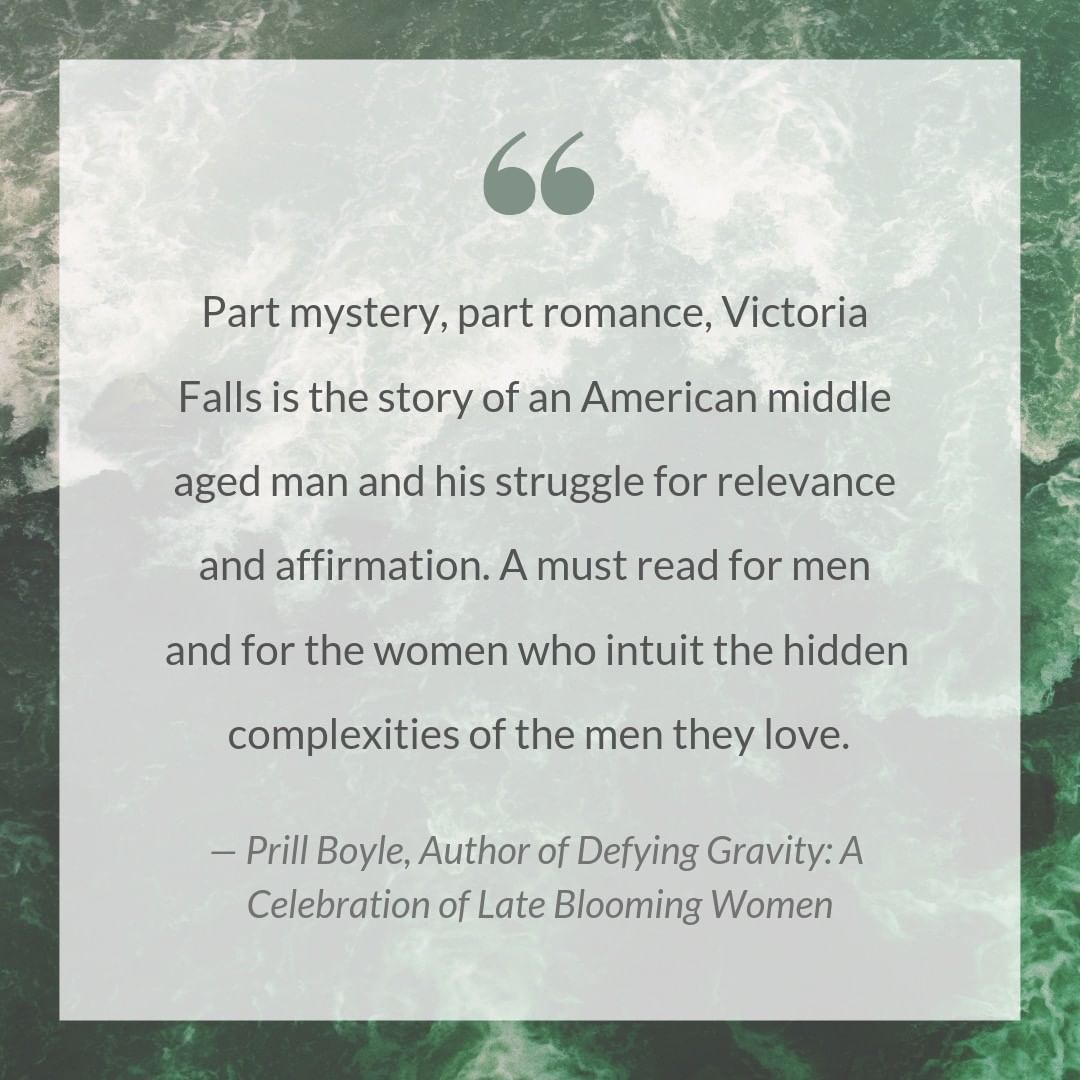 “
Part mystery, part romance, Victoria
Falls is the story of an American middle
aged man and his struggle for relevance
and affirmation. A must read for men
and for the women who intuit the hidden
complexities of the men they love.
— Prill Boyle, Author of Defying Gravity: A
Celebration of Late Blooming Women